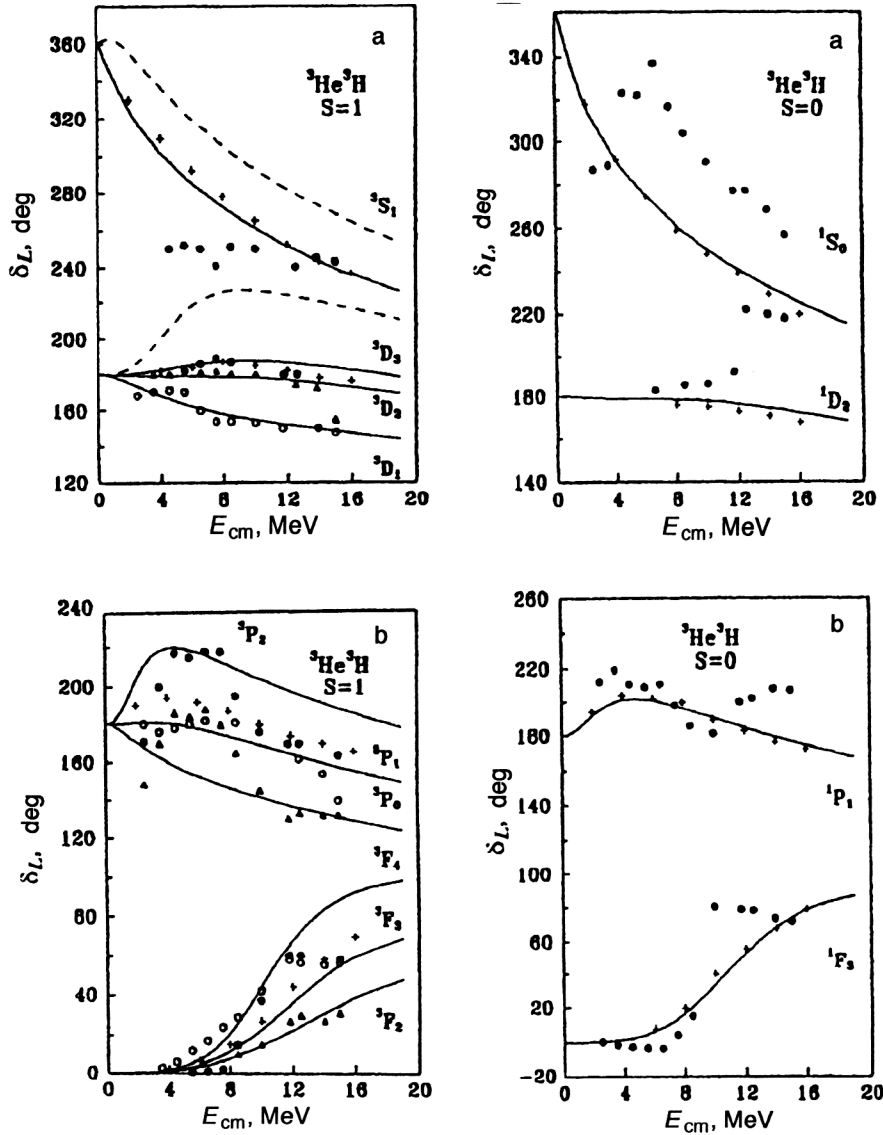 a
³He³H
S=1
360
320
280
240
200
160
120
δL, deg
³S₁
³D₃
³D₂
³D₁
0
4
8
12
16
20
Ecm, MeV
a
³He³H
S=0
340
300
260
220
180
140
δL, deg
¹S₀
¹D₂
0
4
8
12
16
20
Ecm, MeV
b
³He³H
S=1
240
200
160
120
80
40
0
δL, deg
³P₂
³P₁
³P₀
³F₄
³F₃
³F₂
0
4
8
12
16
20
Ecm, MeV
b
³He³H
S=0
260
220
180
140
100
60
20
-20
δL, deg
¹P₁
¹F₃
0
4
8
12
16
20
Ecm, MeV